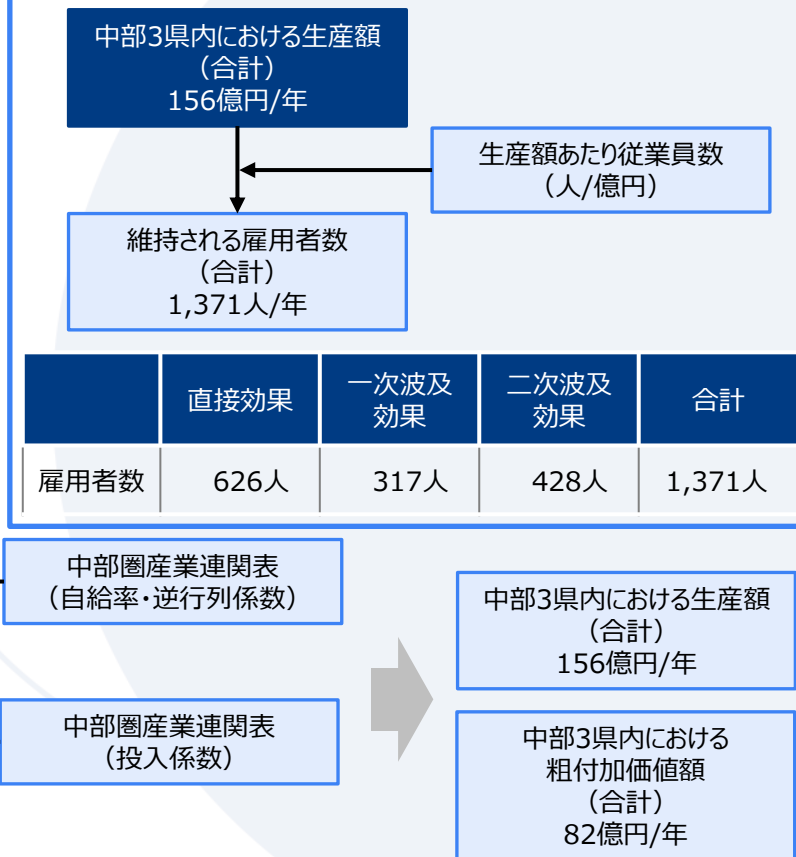 中部3県内における生産額
（合計）
156億円/年
生産額あたり従業員数
（人/億円）
維持される雇用者数
（合計）
1,371人/年
直接効果 一次波及効果 二次波及効果 合計
雇用者数 626人 317人 428人 1,371人
中部圏産業連関表
（自給率・逆行列係数）
中部圏産業連関表
（投入係数）
中部3県内における生産額
（合計）
156億円/年
中部3県内における
粗付加価値額
（合計）
82億円/年